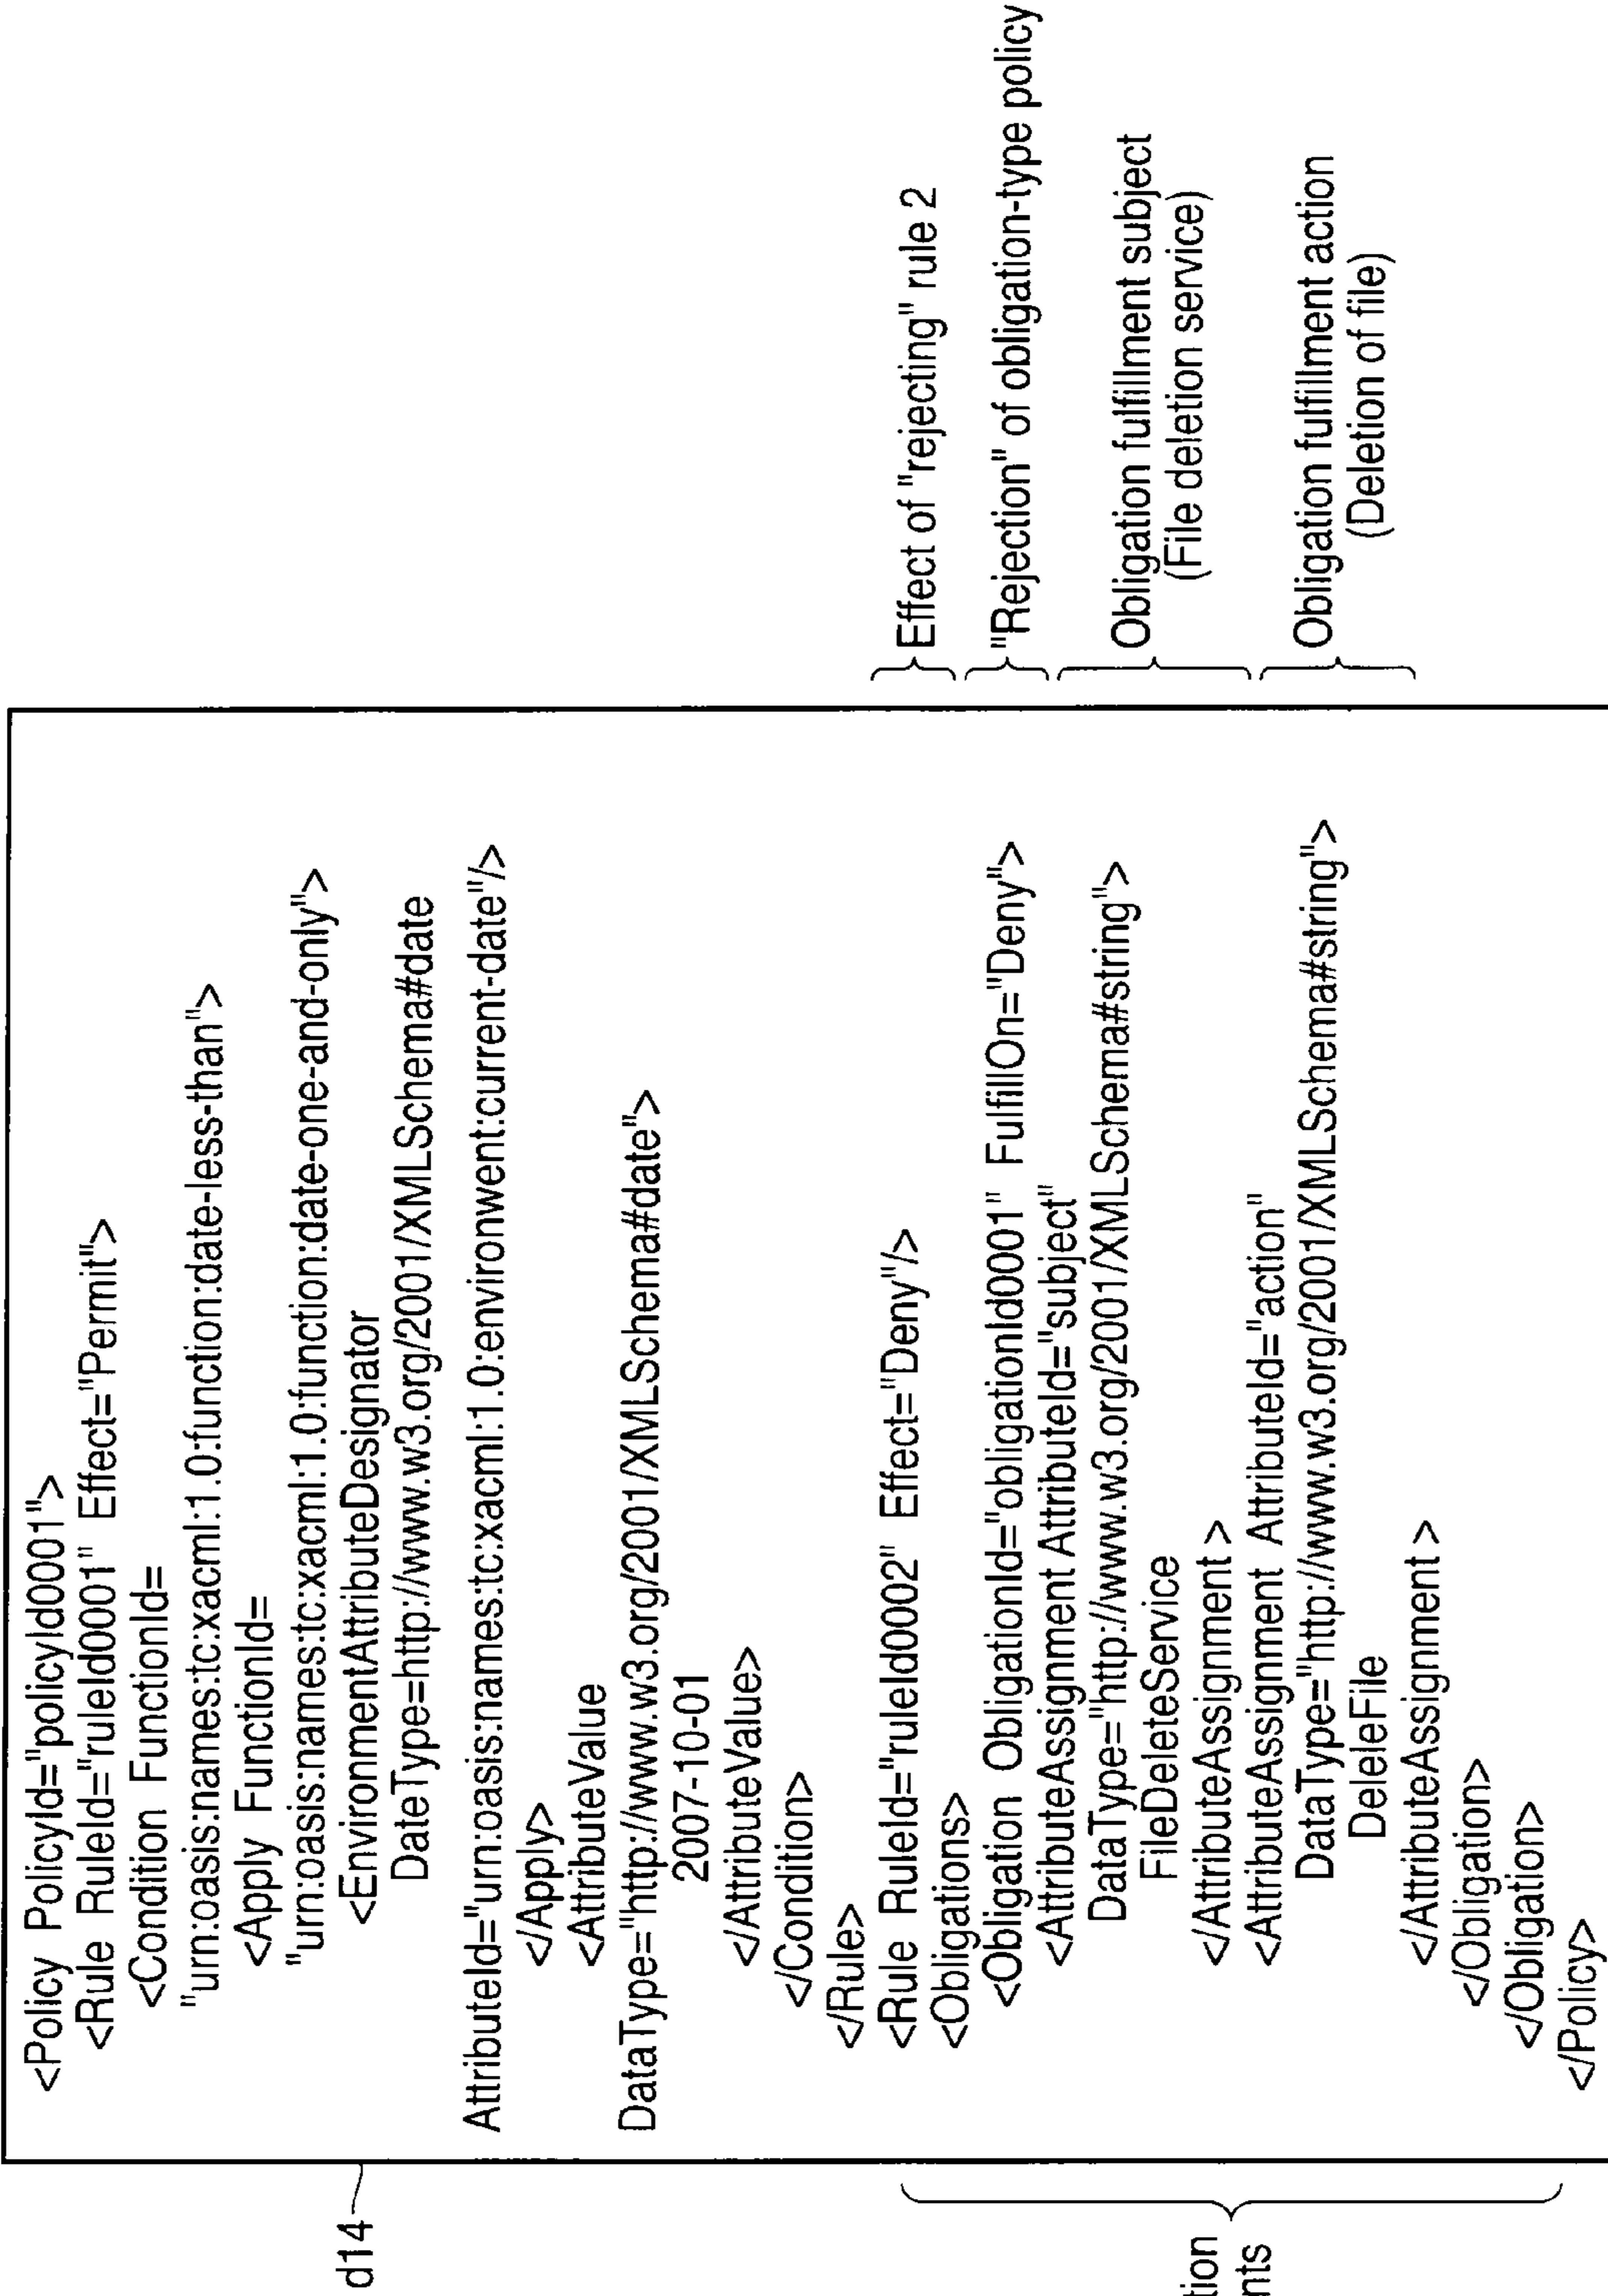 d14
<Policy PolicyId="policyId0001">
<Rule RuleId="ruleId0001" Effect="Permit">
<Condition FunctionId=
"urn:oasis:names:tc:xacml:1.0:function:date-less-than">
<Apply FunctionId=
"urn:oasis:names:tc:xacml:1.0:function:date-one-and-only">
<EnvironmentAttributeDesignator
DateType=http://www.w3.org/2001/XMLSchema#date
AttributeId="urn:oasis:names:tc:xacml:1.0:environwent:current-date"/>
</Apply>
<AttributeValue
DataType="http://www.w3.org/2001/XMLSchema#date">
2007-10-01
</AttributeValue>
</Condition>
</Rule>
<Rule RuleId="ruleId0002" Effect="Deny"/>
<Obligations>
<Obligation ObligationId="obligationId0001" FulfillOn="Deny">
<AttributeAssignment AttributeId="subject"
DataType="http://www.w3.org/2001/XMLSchema#string">
FileDeleteService
</AttributeAssignment >
<AttributeAssignment AttributeId="action"
DataType="http://www.w3.org/2001/XMLSchema#string">
DeleFile
</AttributeAssignment >
</Obligation>
</Obligation>
</Policy>
Effect of "rejecting" rule 2
"Rejection" of obligation-type policy
Obligation fulfillment subject
(File deletion service)
Obligation fulfillment action
(Deletion of file)